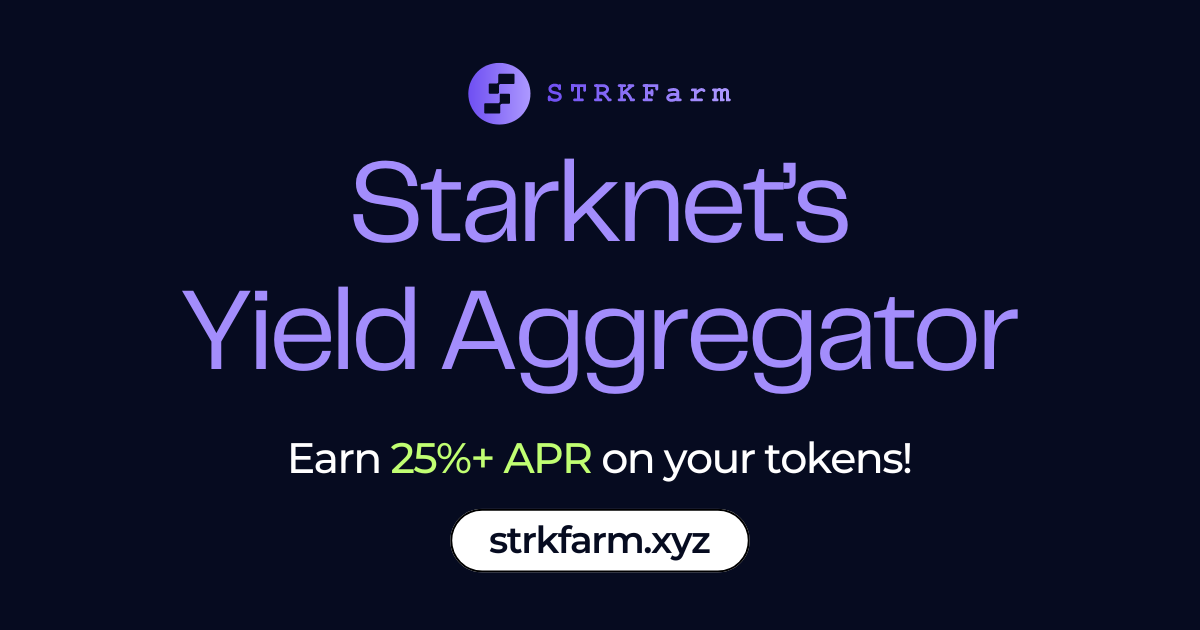 STRKFarm
Starknet’s
Yield Aggregator
Earn 25%+ APR on your tokens!
strkfarm.xyz